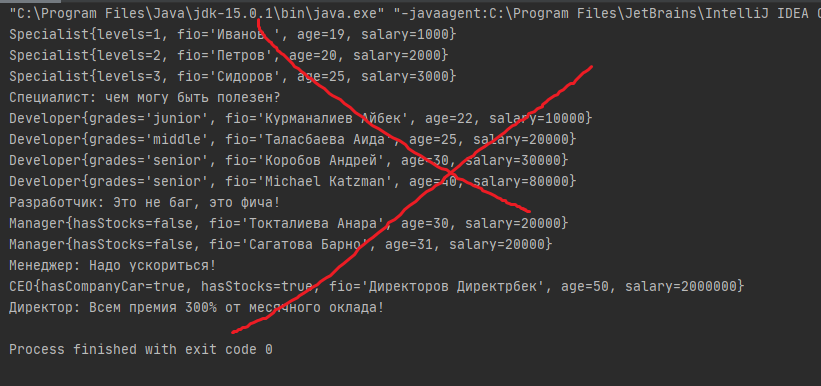 "C:\Program Files\Java\jdk-15.0.1\bin\java.exe" "-javaagent:C:\Program Files\JetBrains\IntelliJ IDEA C
Specialist{levels=1, fio='Иванов ', age=19, salary=1000}
Specialist{levels=2, fio='Петров', age=20, salary=2000}
Specialist{levels=3, fio='Сидоров', age=25, salary=3000}
Специалист: чем могу быть полезен?
Developer{grades='junior', fio='Курманалиев Айбек', age=22, salary=10000}
Developer{grades='middle', fio='Таласбаева Аида', age=25, salary=20000}
Developer{grades='senior', fio='Коробов Андрей', age=30, salary=30000}
Developer{grades='senior', fio='Michael Katzman', age=40, salary=80000}
Разработчик: Это не баг, это фича!
Manager{hasStocks=false, fio='Токталиева Анара', age=30, salary=20000}
Manager{hasStocks=false, fio='Сагатова Барно', age=31, salary=20000}
Менеджер: Надо ускориться!
CEO{hasCompanyCar=true, hasStocks=true, fio='Директоров Директрбек', age=50, salary=2000000}
Директор: Всем премия 300% от месячного оклада!
Process finished with exit code 0